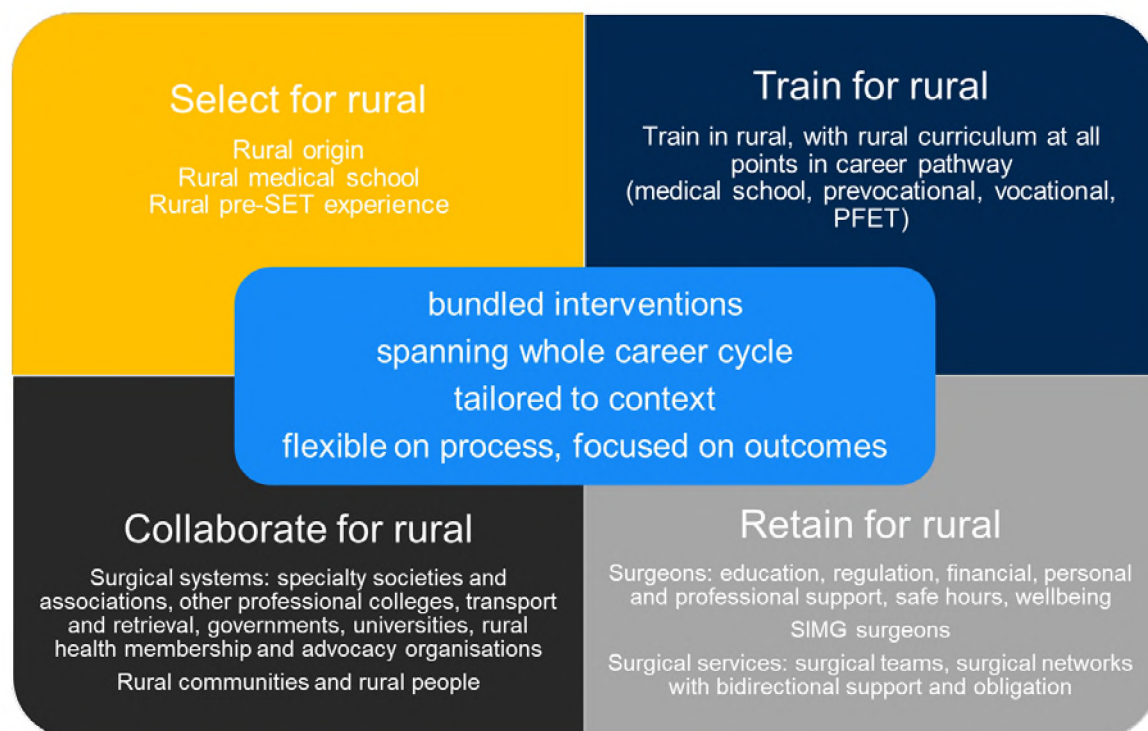 Select for rural
Rural origin
Rural medical school
Rural pre-SET experience
Train for rural
Train in rural, with rural curriculum at all
points in career pathway
(medical school, prevocational, vocational,
PFET)
bundled interventions
spanning whole career cycle
tailored to context
flexible on process, focused on outcomes
Collaborate for rural
Surgical systems: specialty societies and
associations, other professional colleges, transport
and retrieval, governments, universities, rural
health membership and advocacy organisations
Rural communities and rural people
Retain for rural
Surgeons: education, regulation, financial, personal
and professional support, safe hours, wellbeing
SIMG surgeons
Surgical services: surgical teams, surgical networks
with bidirectional support and obligation